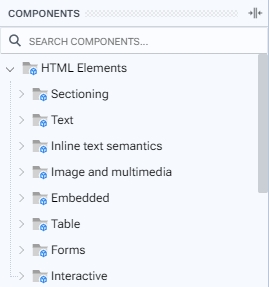 COMPONENTS
SEARCH COMPONENTS...
HTML Elements
Sectioning
Text
Inline text semantics
Image and multimedia
Embedded
Table
Forms
Interactive